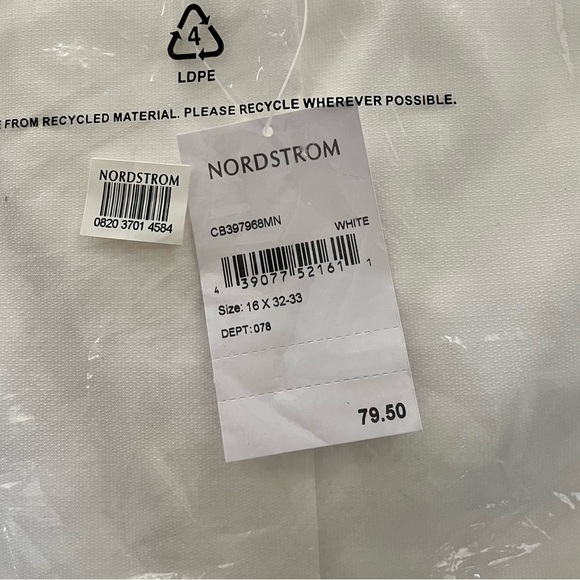 4
LDPE
FROM RECYCLED MATERIAL. PLEASE RECYCLE WHEREVER POSSIBLE.
NORDSTROM
0820 3701 4584
NORDSTROM
CB397968MN WHITE
4 39077 52161 1
Size: 16 X 32-33
DEPT: 078
79.50